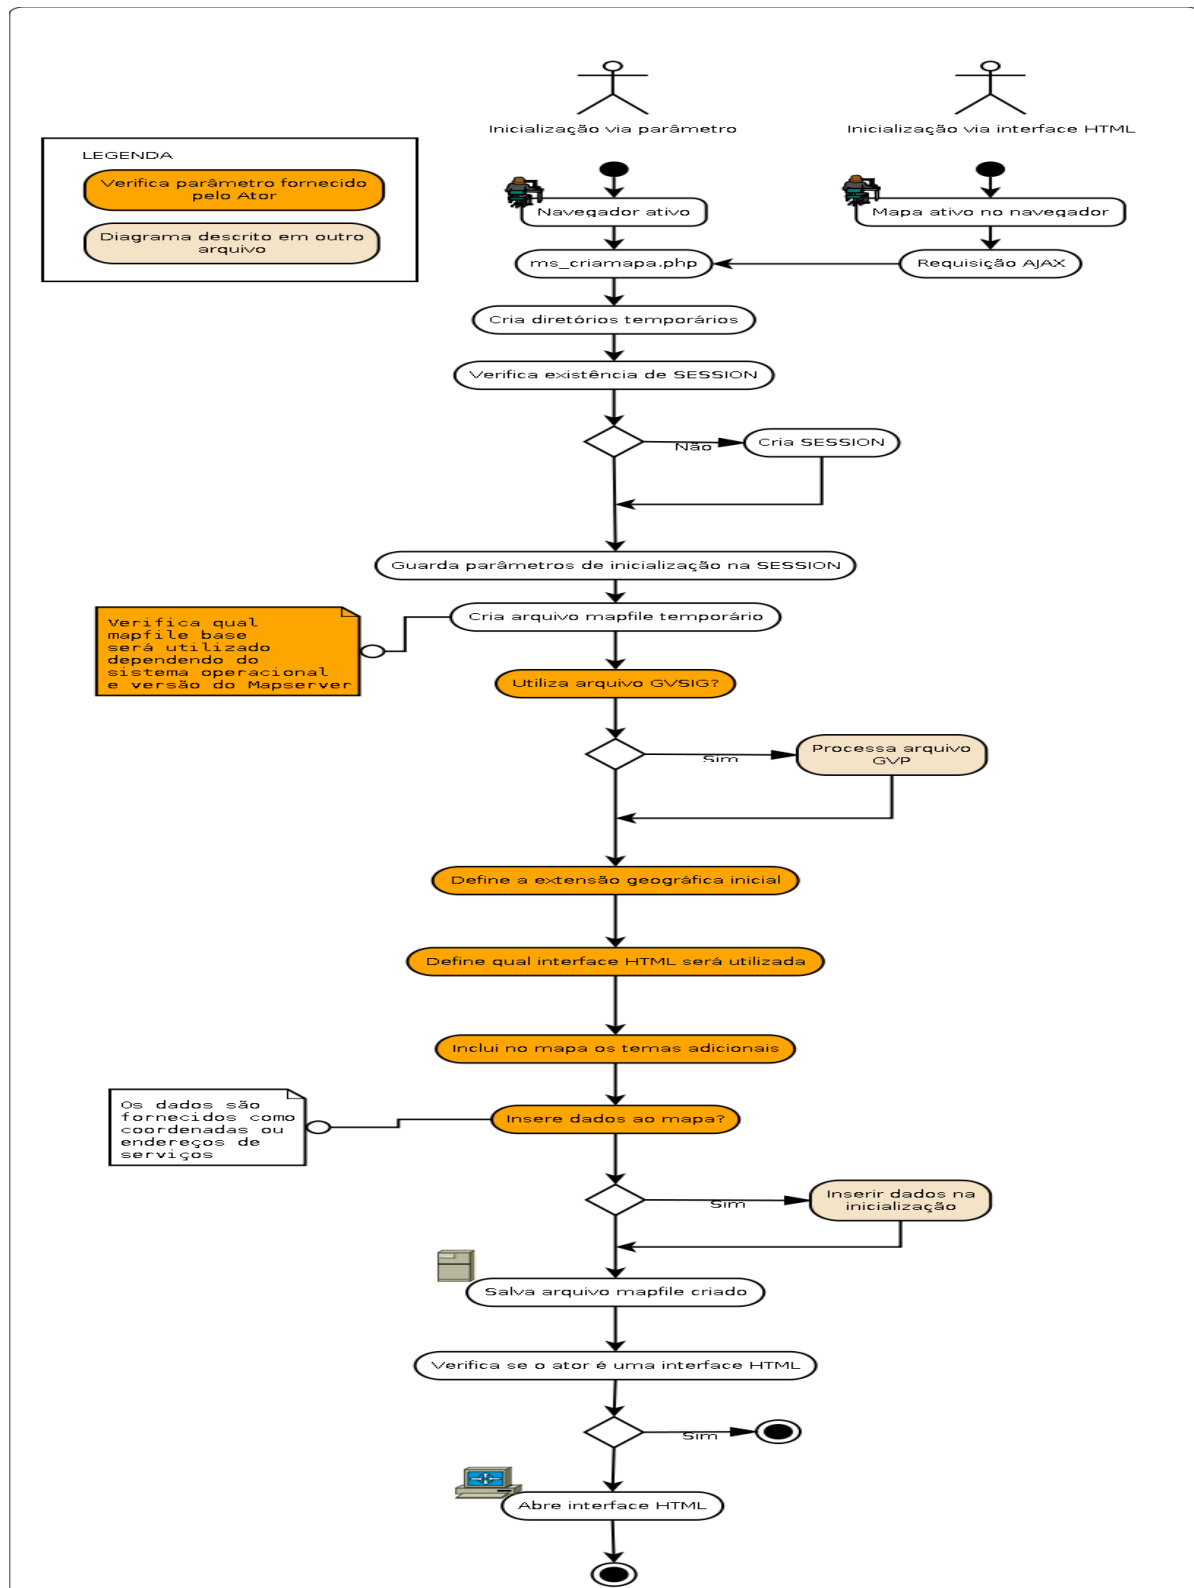 Inicialização via parâmetro
Inicialização via interface HTML
LEGENDA
Verifica parâmetro fornecido
pelo Ator
Diagrama descrito em outro
arquivo
Navegador ativo
Mapa ativo no navegador
ms_criamapa.php
Requisição AJAX
Cria diretórios temporários
Verifica existência de SESSION
Não
Cria SESSION
Guarda parâmetros de inicialização na SESSION
Cria arquivo mapfile temporário
Verifica qual
mapfile base
será utilizado
dependendo do
sistema operacional
e versão do Mapserver
Utiliza arquivo GVSIG?
Sim
Processa arquivo
GVP
Define a extensão geográfica inicial
Define qual interface HTML será utilizada
Inclui no mapa os temas adicionais
Os dados são
fornecidos como
coordenadas ou
endereços de
serviços
Insere dados ao mapa?
Sim
Inserir dados na
inicialização
Salva arquivo mapfile criado
Verifica se o ator é uma interface HTML
Sim
Abre interface HTML